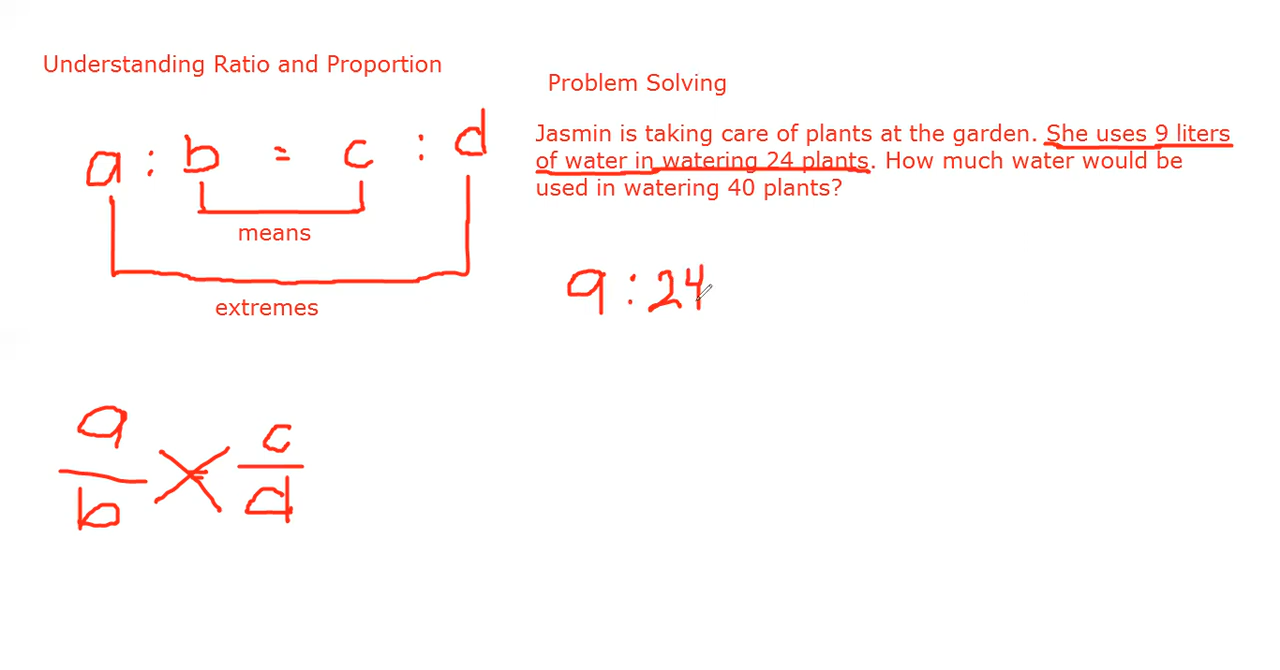 Understanding Ratio and Proportion
a : b = c : d
means
extremes
a/b = c/d
Problem Solving
Jasmin is taking care of plants at the garden. She uses 9 liters
of water in watering 24 plants. How much water would be
used in watering 40 plants?
9 : 24